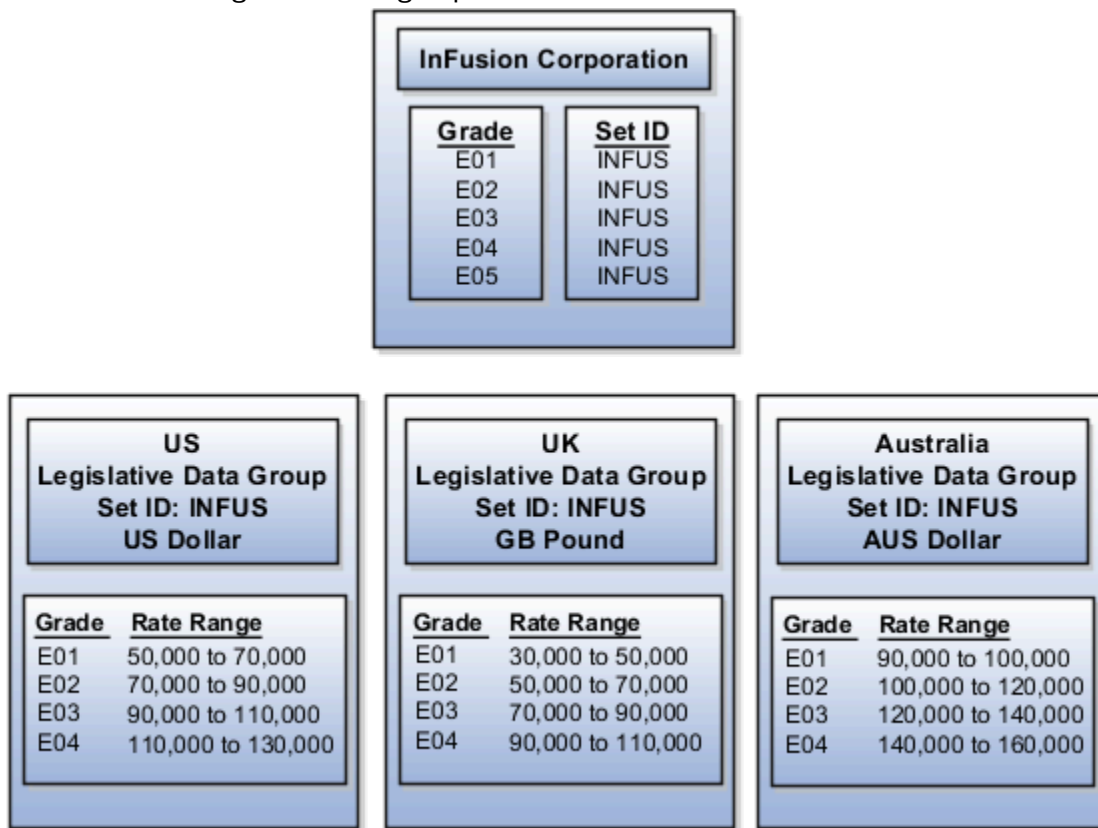 InFusion Corporation
Grade Set ID
E01 INFUS
E02 INFUS
E03 INFUS
E04 INFUS
E05 INFUS
US
Legislative Data Group
Set ID: INFUS
US Dollar
Grade Rate Range
E01 50,000 to 70,000
E02 70,000 to 90,000
E03 90,000 to 110,000
E04 110,000 to 130,000
UK
Legislative Data Group
Set ID: INFUS
GB Pound
Grade Rate Range
E01 30,000 to 50,000
E02 50,000 to 70,000
E03 70,000 to 90,000
E04 90,000 to 110,000
Australia
Legislative Data Group
Set ID: INFUS
AUS Dollar
Grade Rate Range
E01 90,000 to 100,000
E02 100,000 to 120,000
E03 120,000 to 140,000
E04 140,000 to 160,000